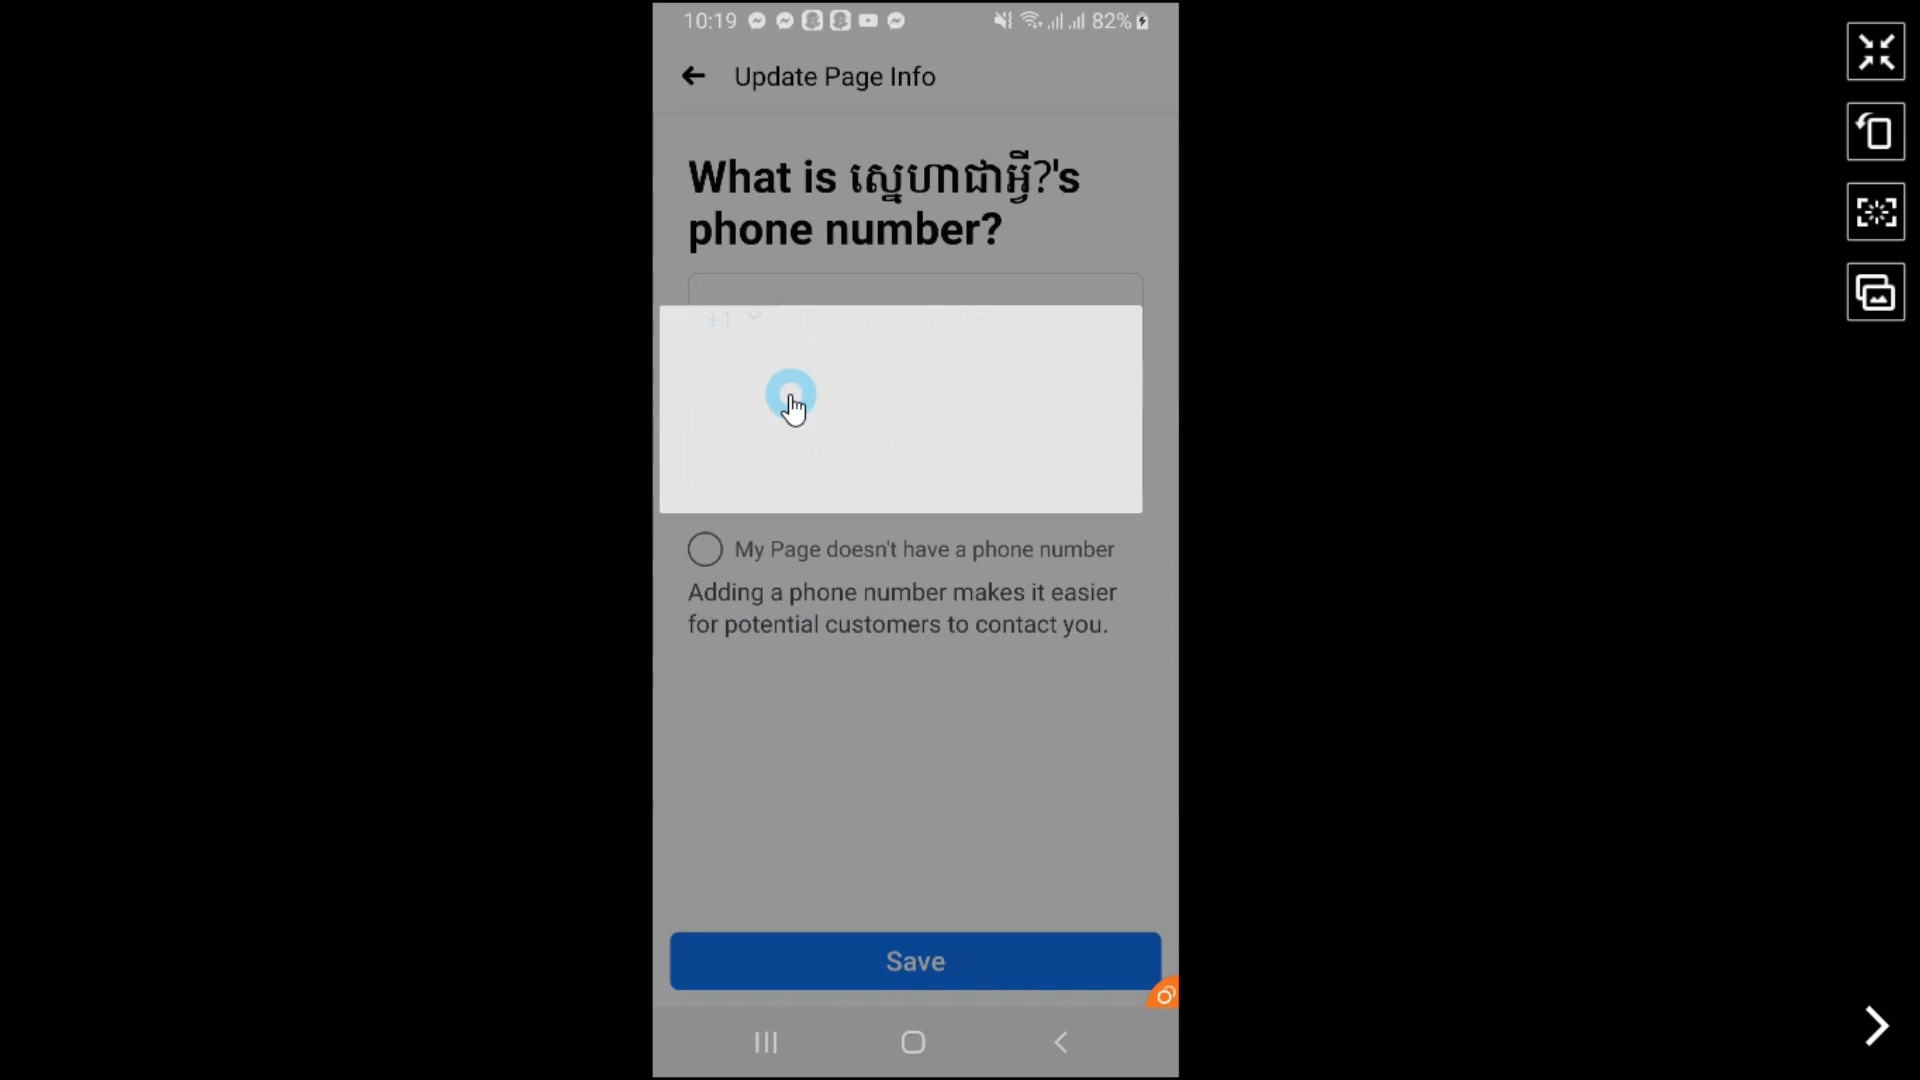 10:19
82%
Update Page Info
What is ស្នេហាជាអ្វី?'s
phone number?
+1
My Page doesn't have a phone number
Adding a phone number makes it easier
for potential customers to contact you.
Save